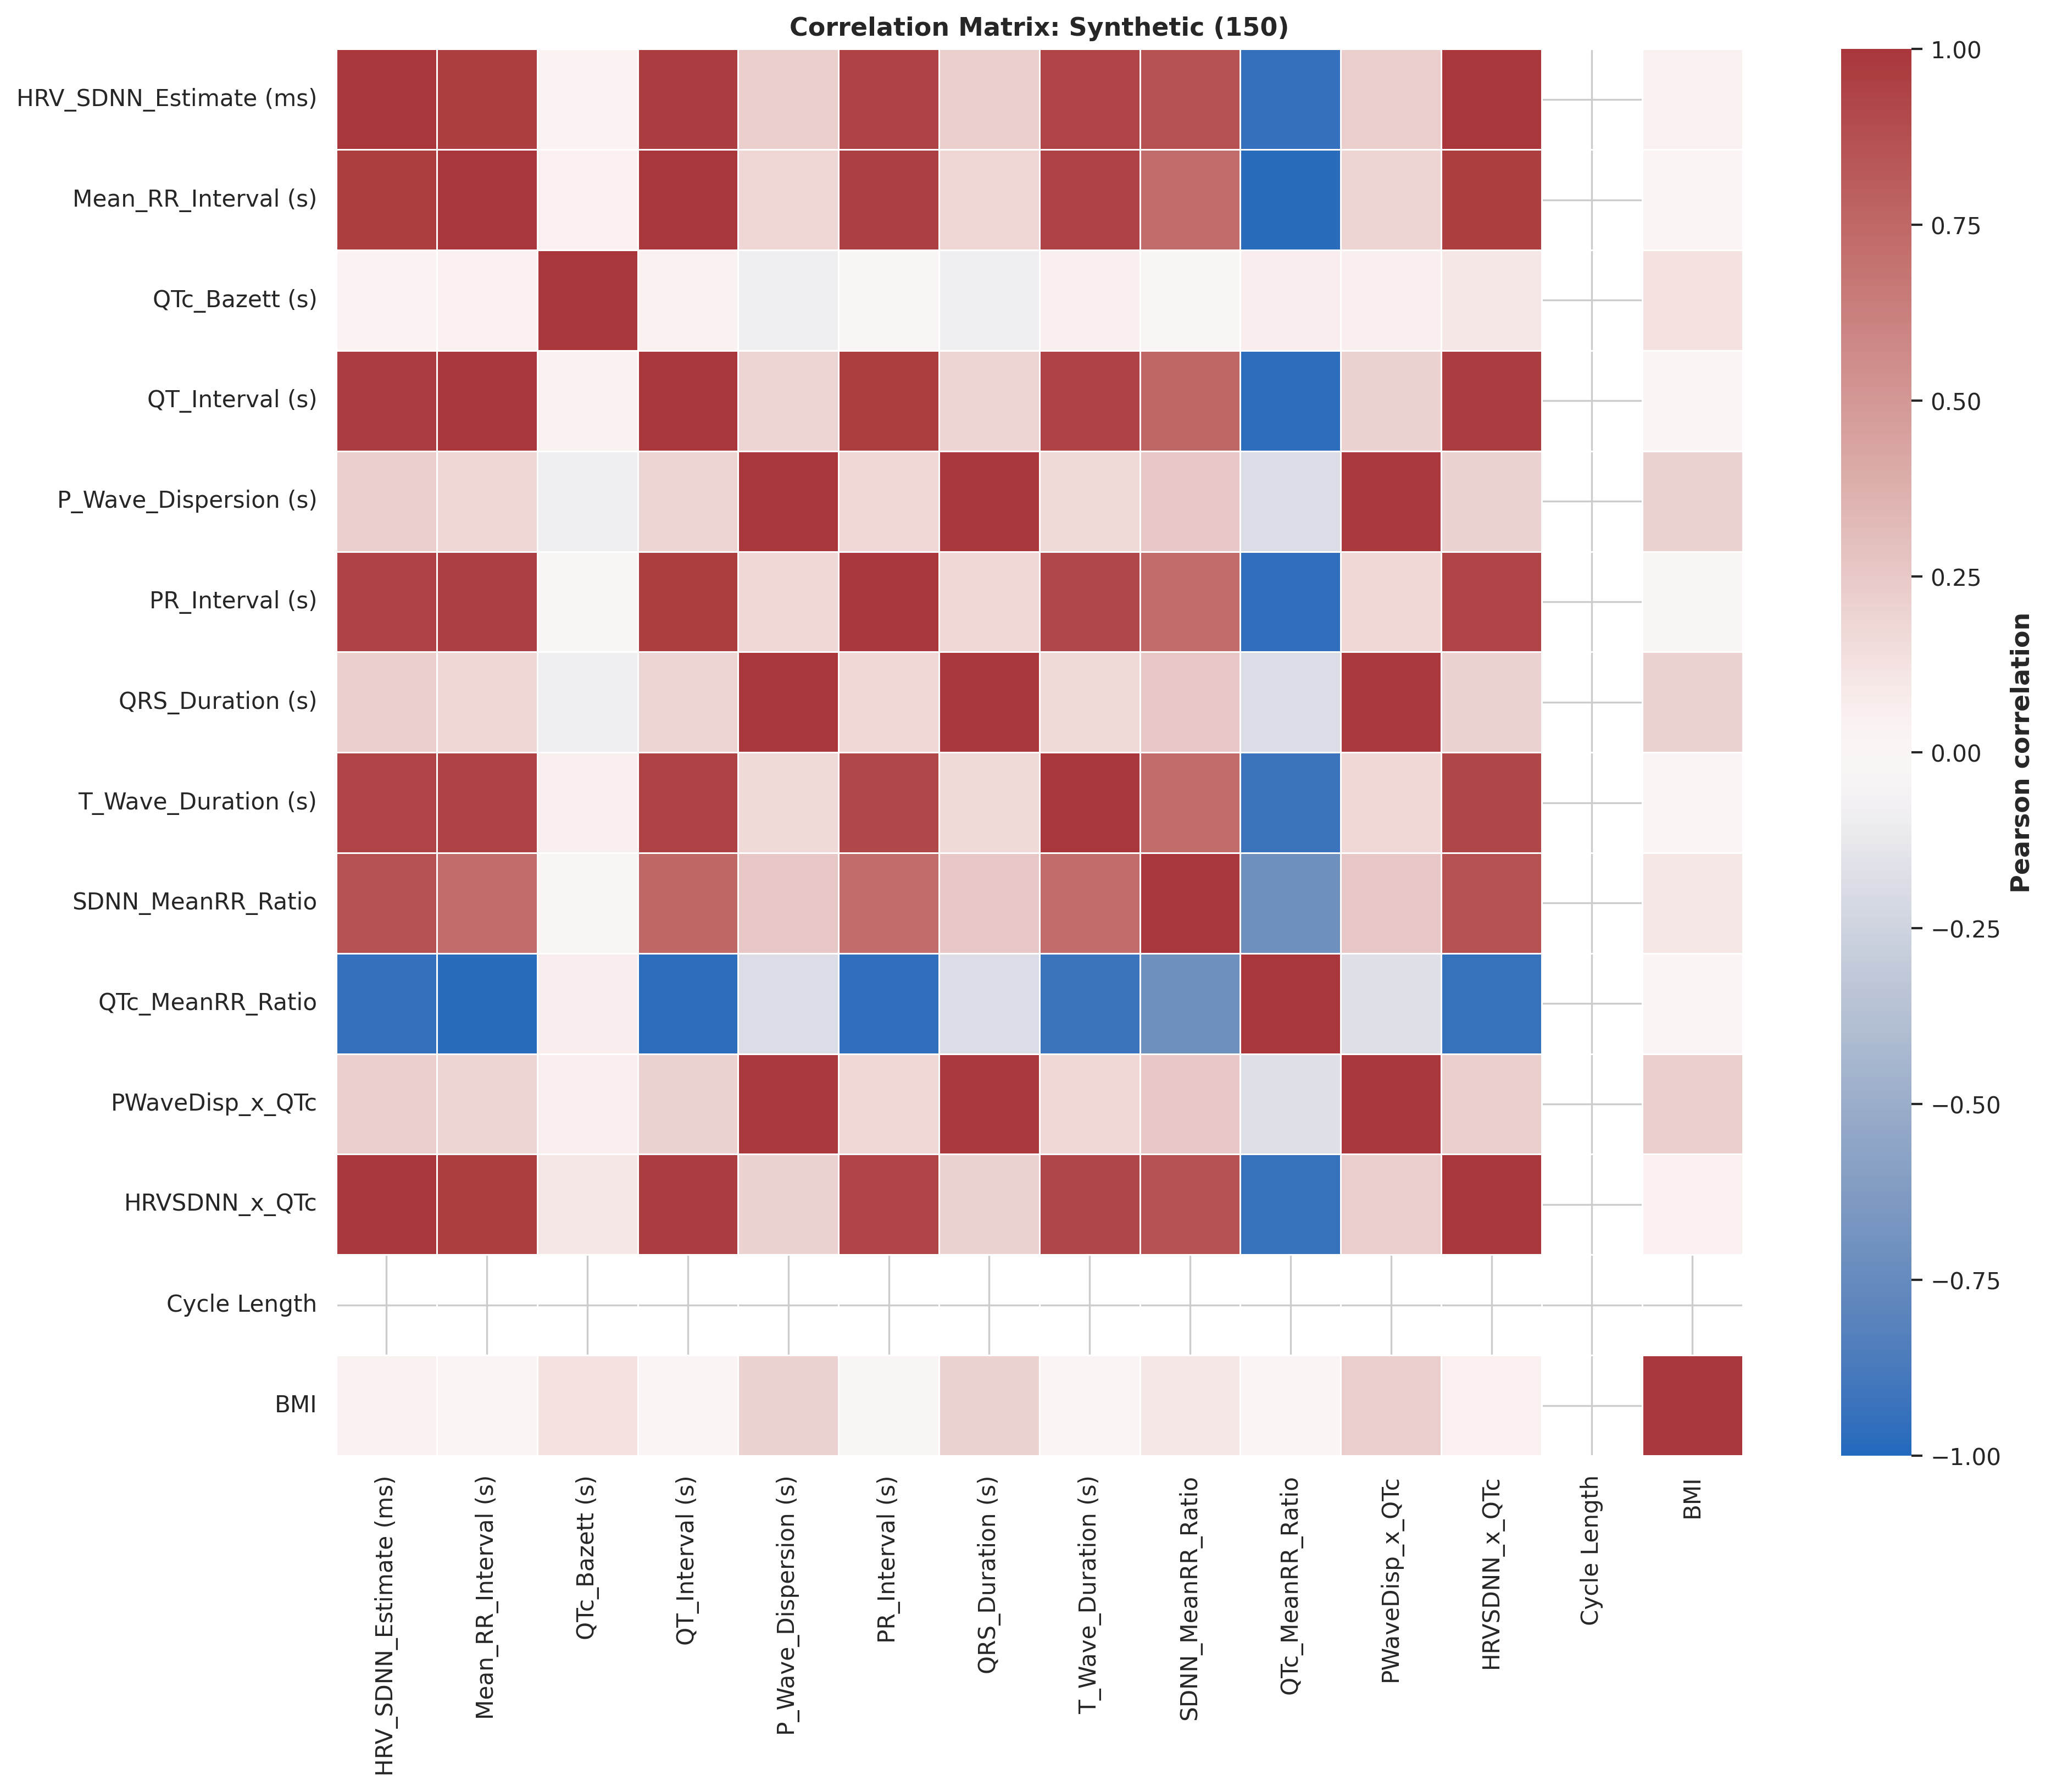 Correlation Matrix: Synthetic (150)
HRV_SDNN_Estimate (ms)
Mean_RR_Interval (s)
QTc_Bazett (s)
QT_Interval (s)
P_Wave_Dispersion (s)
PR_Interval (s)
QRS_Duration (s)
T_Wave_Duration (s)
SDNN_MeanRR_Ratio
QTc_MeanRR_Ratio
PWaveDisp_x_QTc
HRVSDNN_x_QTc
Cycle Length
BMI
HRV_SDNN_Estimate (ms)
Mean_RR_Interval (s)
QTc_Bazett (s)
QT_Interval (s)
P_Wave_Dispersion (s)
PR_Interval (s)
QRS_Duration (s)
T_Wave_Duration (s)
SDNN_MeanRR_Ratio
QTc_MeanRR_Ratio
PWaveDisp_x_QTc
HRVSDNN_x_QTc
Cycle Length
BMI
1.00
0.75
0.50
0.25
0.00
−0.25
−0.50
−0.75
−1.00
Pearson correlation